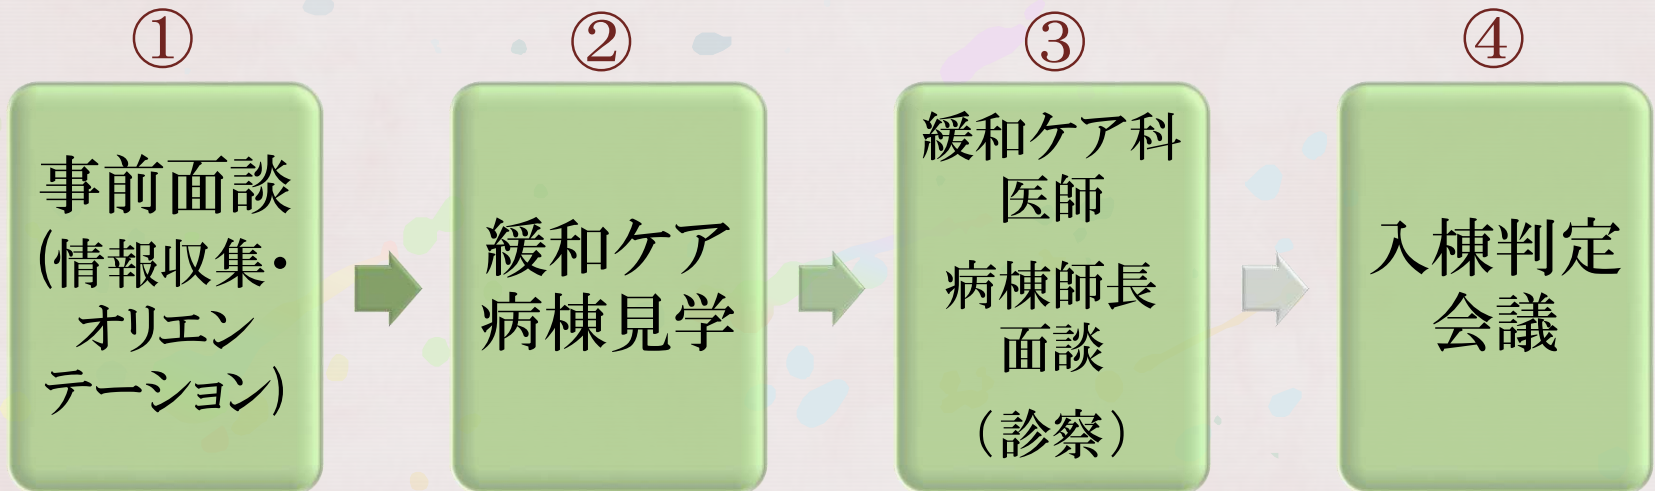 ①
事前面談
(情報収集・
オリエン
テーション)
②
緩和ケア
病棟見学
③
緩和ケア科
医師
病棟師長
面談
（診察）
④
入棟判定
会議